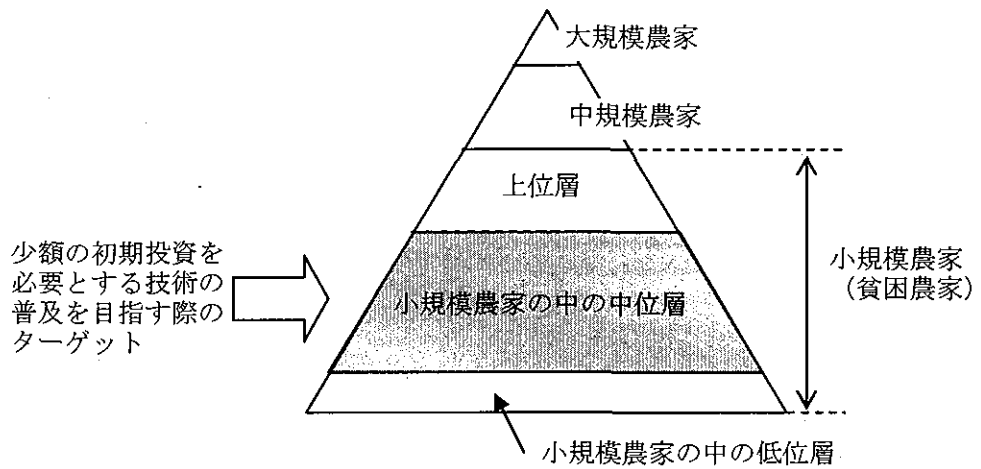 大規模農家
中規模農家
上位層
少額の初期投資を
必要とする技術の
普及を目指す際の
ターゲット
小規模農家の中の中位層
小規模農家
（貧困農家）
小規模農家の中の低位層